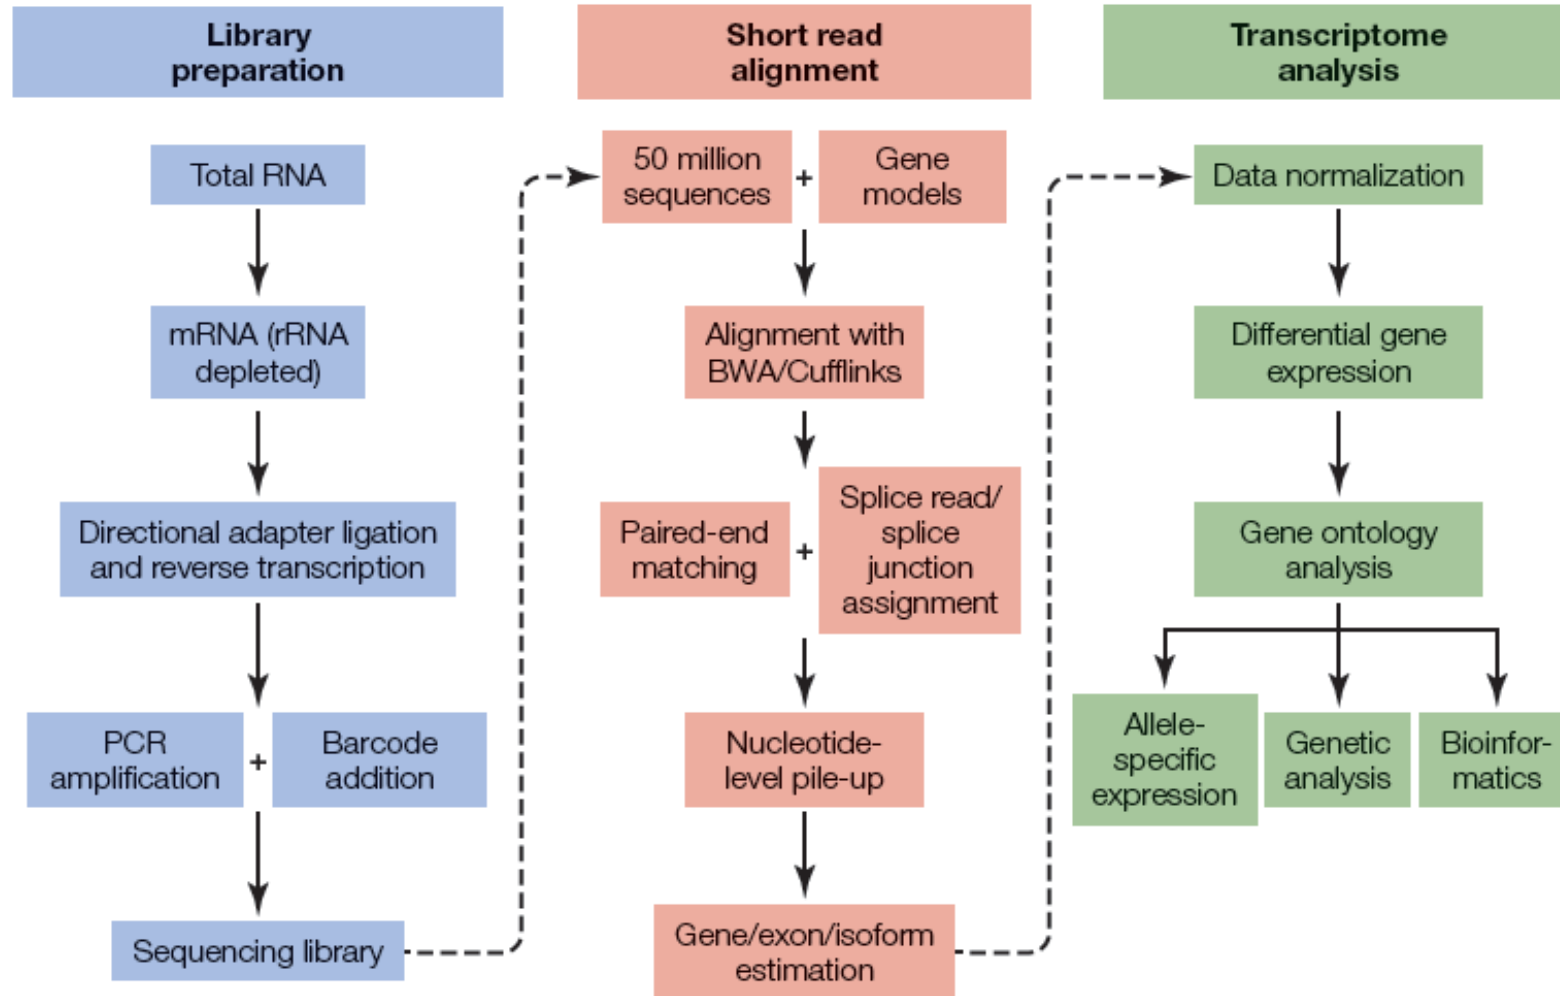 Library
preparation
Total RNA
mRNA (rRNA
depleted)
Directional adapter ligation
and reverse transcription
PCR
amplification
+
Barcode
addition
Sequencing library
Short read
alignment
50 million
sequences
+
Gene
models
Alignment with
BWA/Cufflinks
Paired-end
matching
+
Splice read/
splice
junction
assignment
Nucleotide-
level pile-up
Gene/exon/isoform
estimation
Transcriptome
analysis
Data normalization
Differential gene
expression
Gene ontology
analysis
Allele-
specific
expression
Genetic
analysis
Bioinfor-
matics